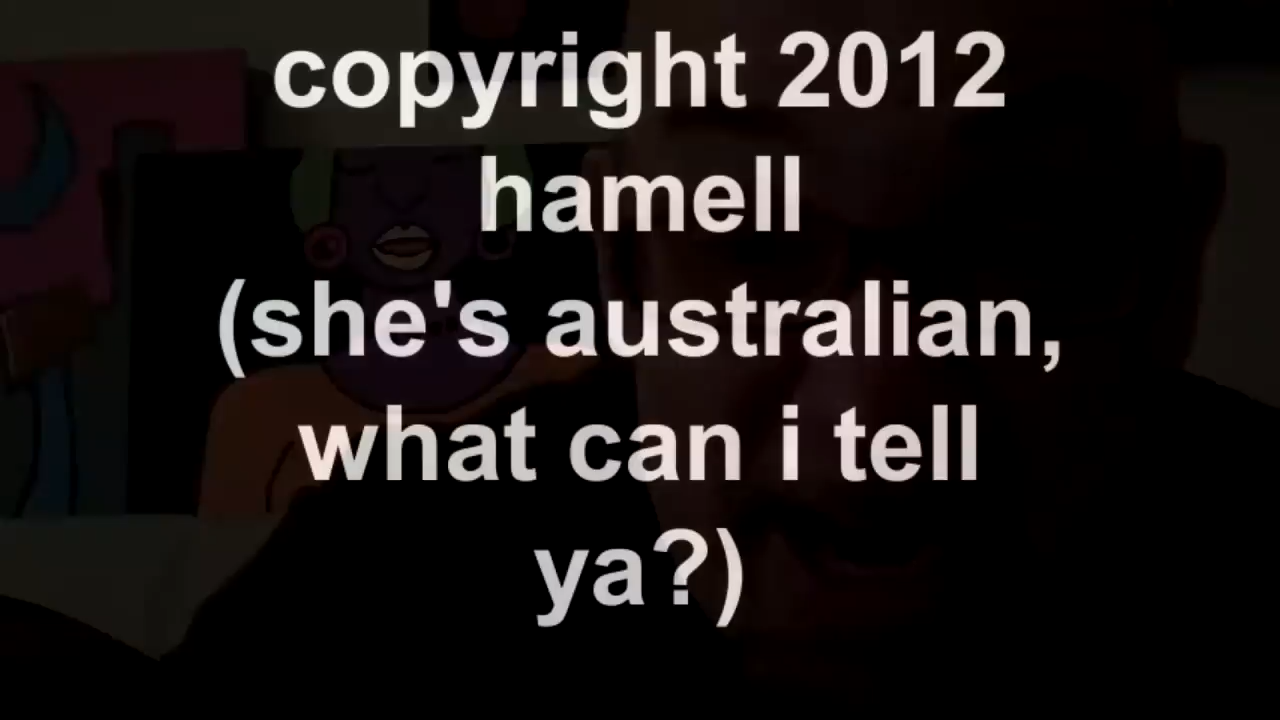 copyright 2012
hamell
(she's australian,
what can i tell
ya?)